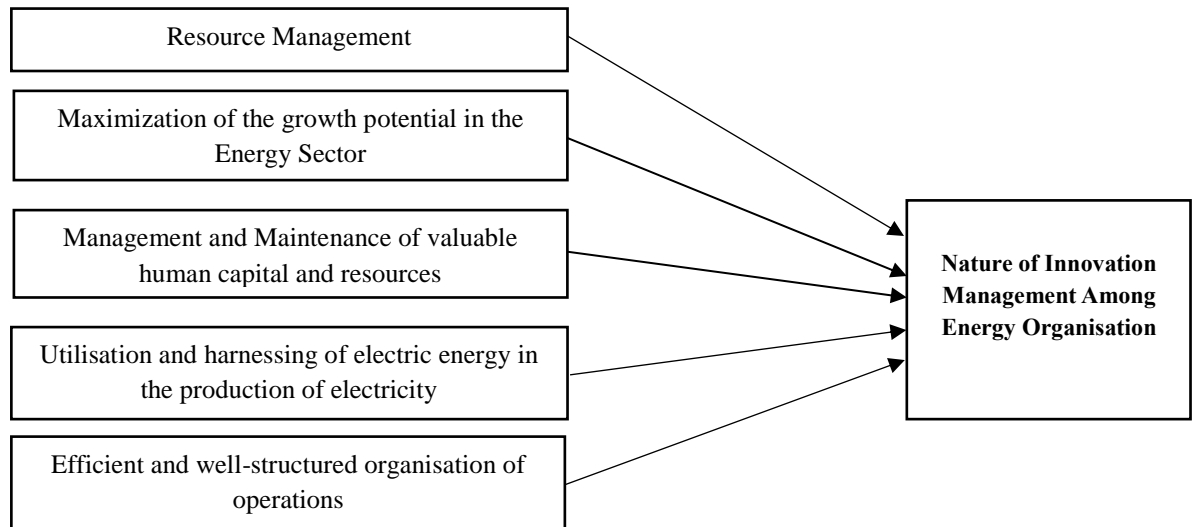 Resource Management
Maximization of the growth potential in the
Energy Sector
Management and Maintenance of valuable
human capital and resources
Utilisation and harnessing of electric energy in
the production of electricity
Efficient and well-structured organisation of
operations
Nature of Innovation
Management Among
Energy Organisation